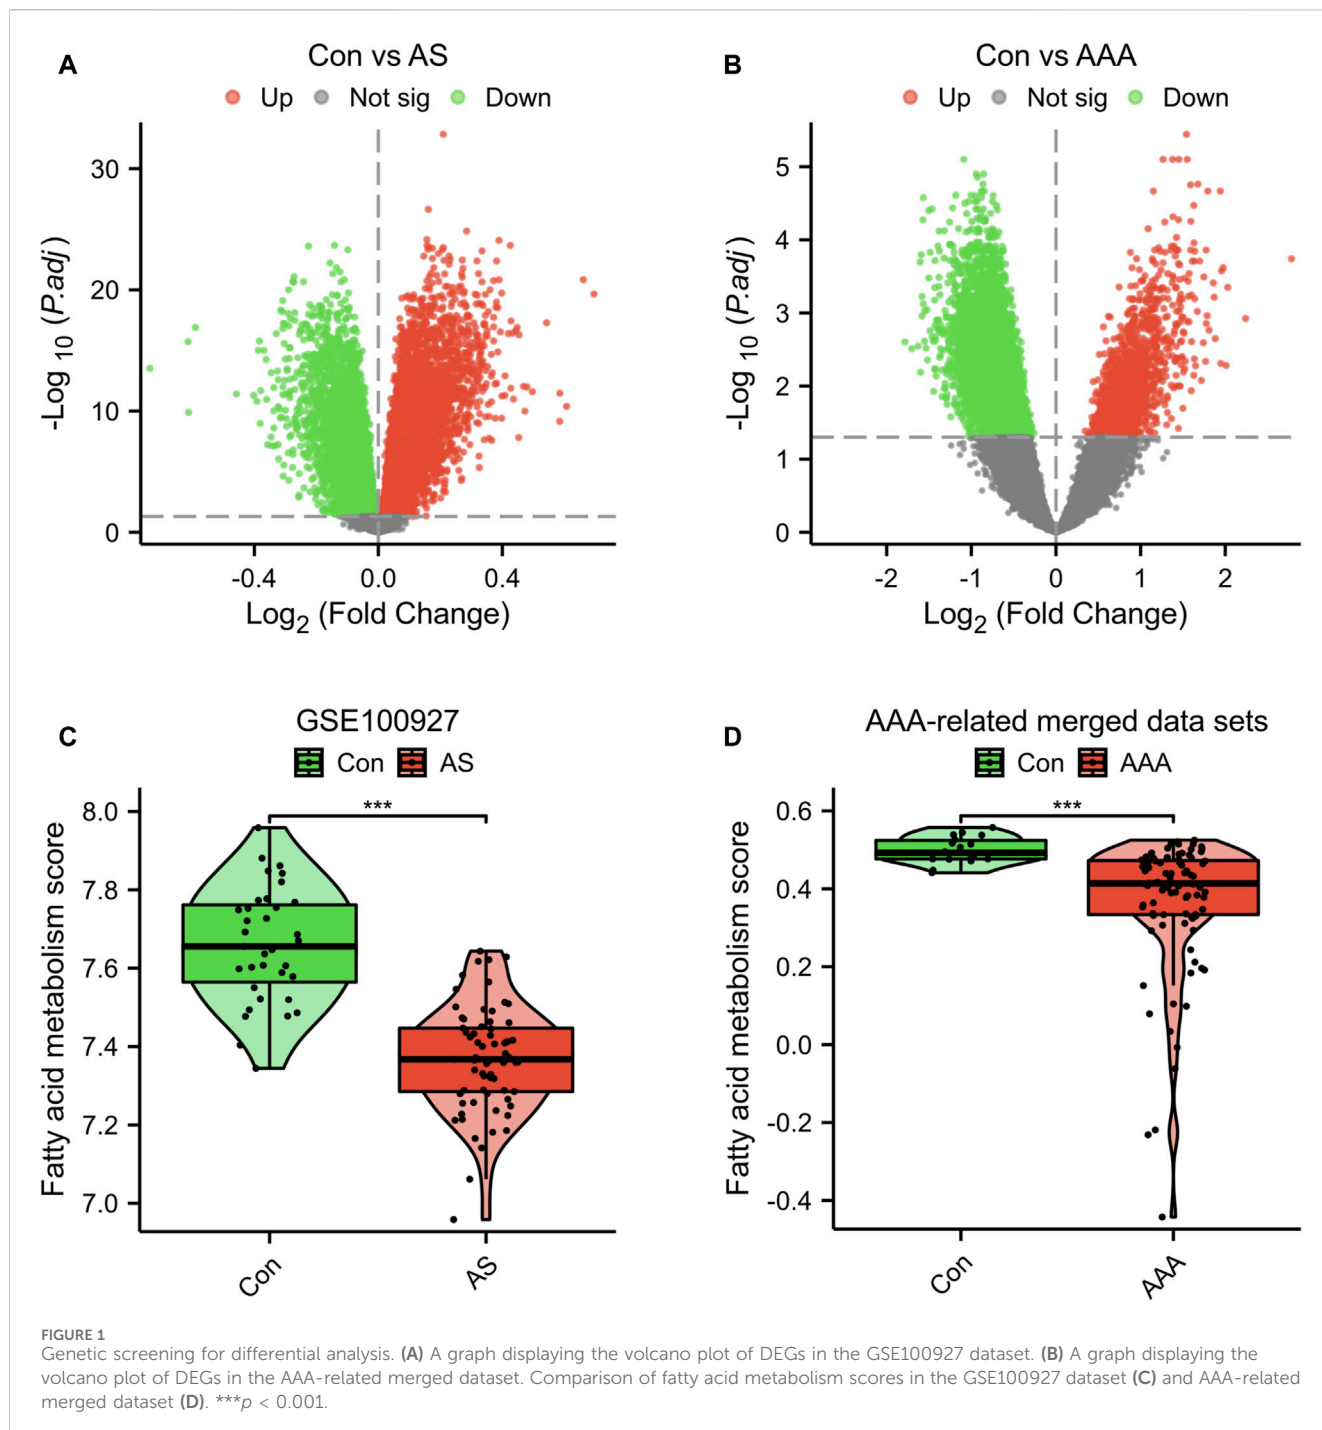 A
Con vs AS
Up Not sig Down
-Log 10 (P.adj)
30
20
10
0
-0.4 0.0 0.4
Log2 (Fold Change)
B
Con vs AAA
Up Not sig Down
-Log 10 (P.adj)
5
4
3
2
1
0
-2 -1 0 1 2
Log2 (Fold Change)
C
GSE100927
Con AS
***
Fatty acid metabolism score
8.0
7.8
7.6
7.4
7.2
7.0
Con AS
D
AAA-related merged data sets
Con AAA
***
Fatty acid metabolism score
0.6
0.4
0.2
0.0
-0.2
-0.4
Con AAA
FIGURE 1
Genetic screening for differential analysis. (A) A graph displaying the volcano plot of DEGs in the GSE100927 dataset. (B) A graph displaying the
volcano plot of DEGs in the AAA-related merged dataset. Comparison of fatty acid metabolism scores in the GSE100927 dataset (C) and AAA-related
merged dataset (D). ***p < 0.001.